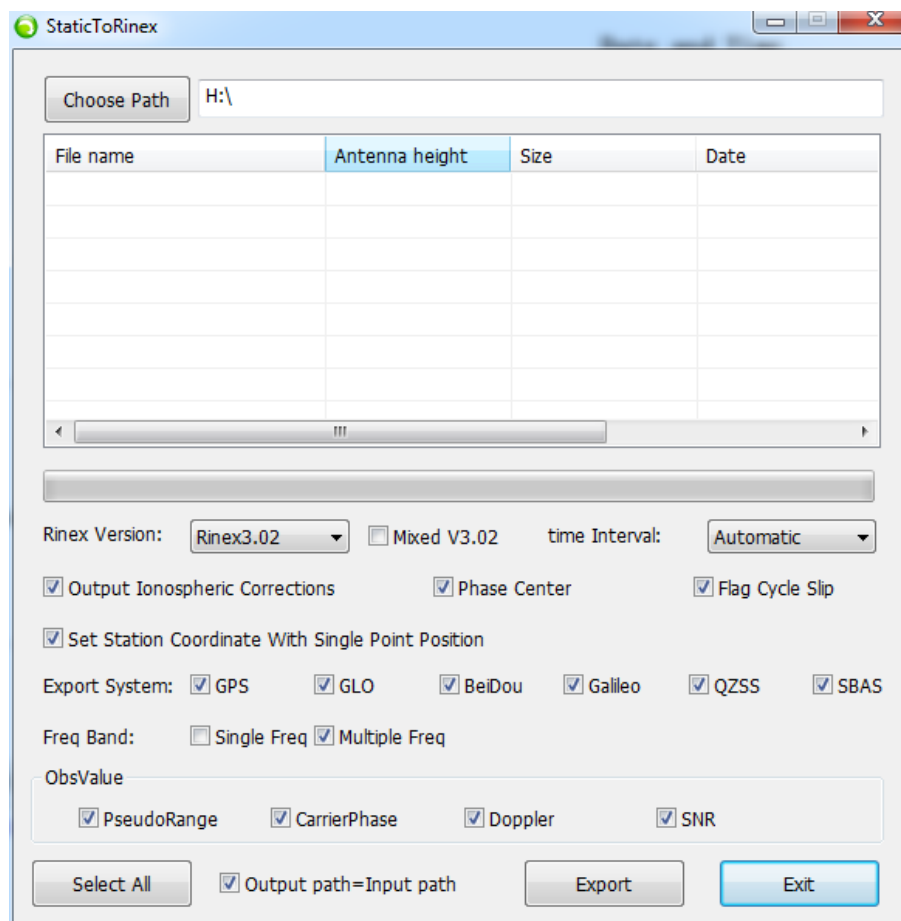 StaticToRinex
Choose Path H:\
File name Antenna height Size Date
Rinex Version: Rinex3.02 Mixed V3.02 time Interval: Automatic
Output Ionospheric Corrections Phase Center Flag Cycle Slip
Set Station Coordinate With Single Point Position
Export System: GPS GLO BeiDou Galileo QZSS SBAS
Freq Band: Single Freq Multiple Freq
ObsValue
PseudoRange CarrierPhase Doppler SNR
Select All Output path=Input path Export Exit